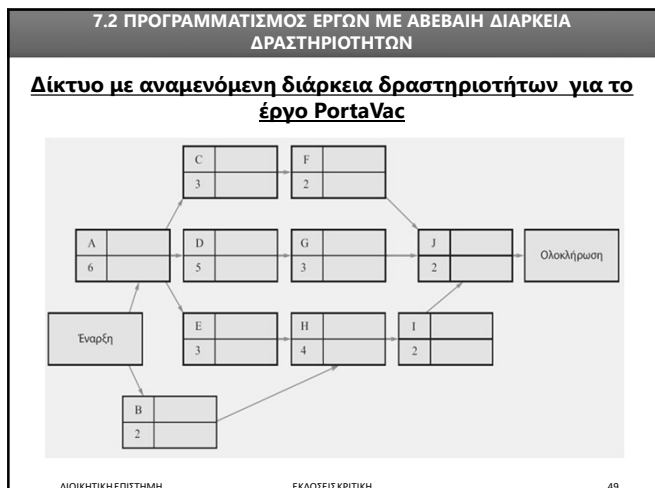 7.2 ΠΡΟΓΡΑΜΜΑΤΙΣΜΟΣ ΕΡΓΩΝ ΜΕ ΑΒΕΒΑΙΗ ΔΙΑΡΚΕΙΑ
ΔΡΑΣΤΗΡΙΟΤΗΤΩΝ
Δίκτυο με αναμενόμενη διάρκεια δραστηριοτήτων για το
έργο PortaVac
C
3
F
2
A
6
D
5
G
3
J
2
Ολοκλήρωση
Έναρξη
E
3
H
4
I
2
B
2
ΔΙΟΙΚΗΤΙΚΗ ΕΠΙΣΤΗΜΗ
ΕΚΔΟΣΕΙΣ ΚΡΙΤΙΚΗ
49